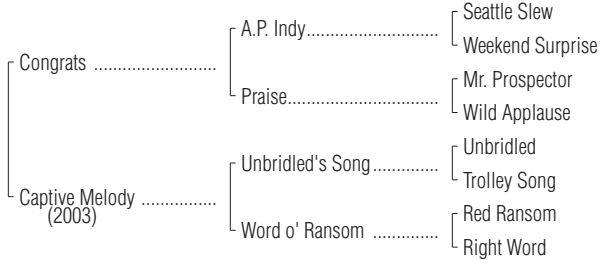 Seattle Slew
A.P. Indy................................
Weekend Surprise
Congrats ..............................
Mr. Prospector
Praise.....................................
Wild Applause
Unbridled
Unbridled's Song................
Trolley Song
Captive Melody ..................
(2003)
Red Ransom
Word o' Ransom ................
Right Word